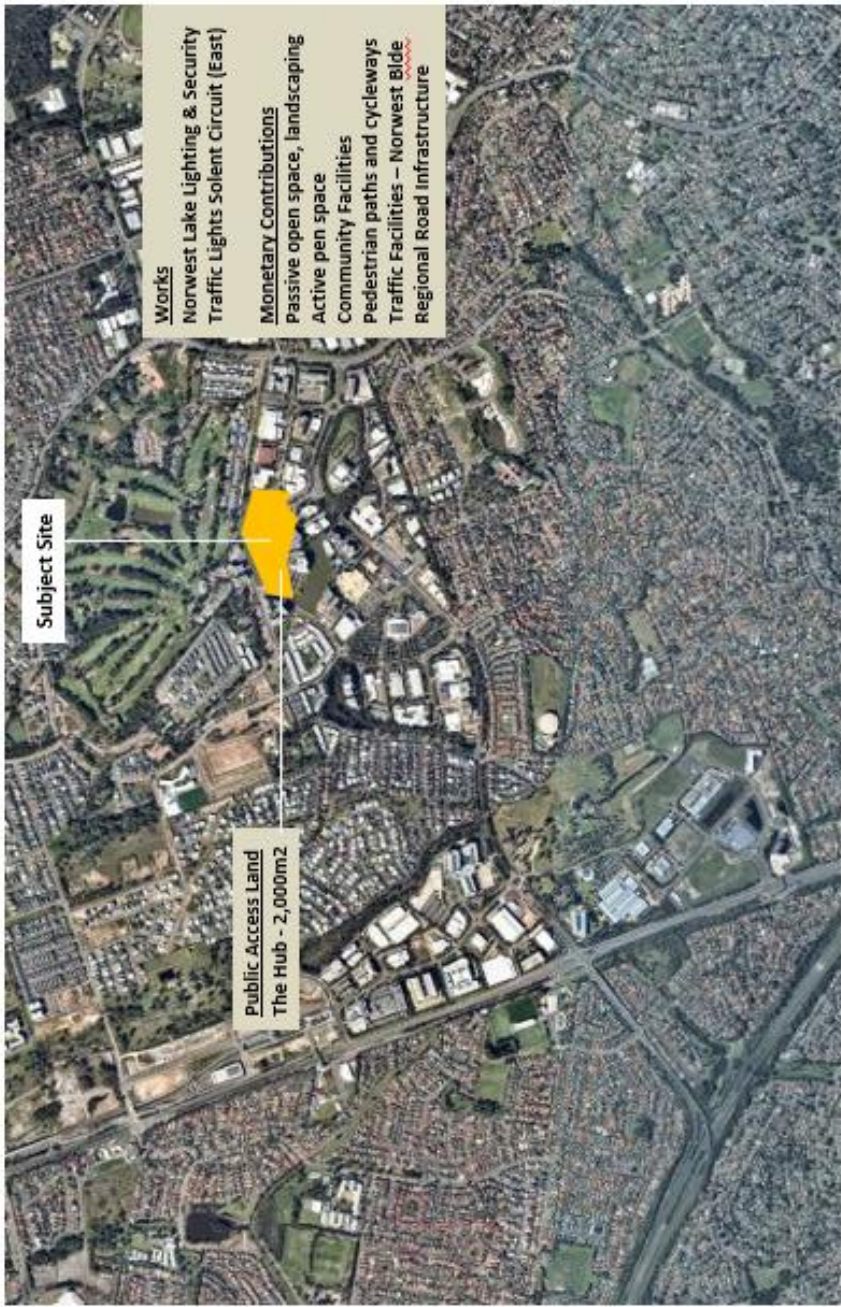 Subject Site
Works
Norwest Lake Lighting & Security
Traffic Lights Solent Circuit (East)
Monetary Contributions
Passive open space, landscaping
Active pen space
Community Facilities
Pedestrian paths and cycleways
Traffic Facilities – Norwest Blde
Regional Road Infrastructure
Public Access Land
The Hub - 2,000m2